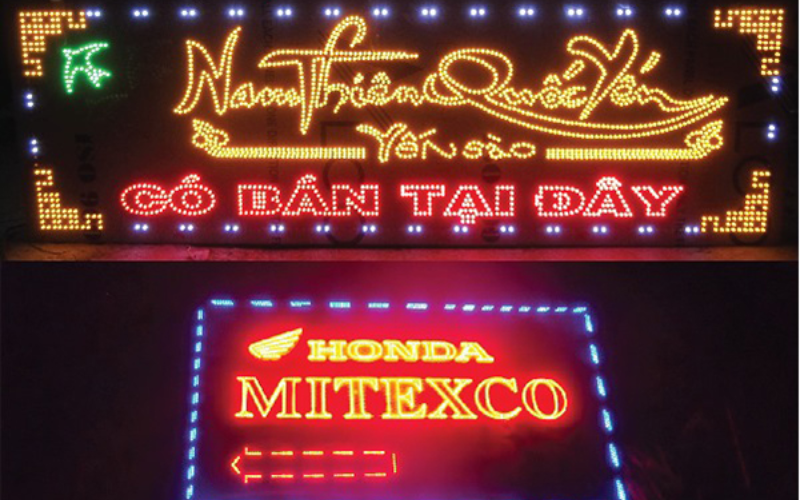 Nam Thiên Quốc Yến
Yến sào
CÓ BÁN TẠI ĐÂY
HONDA
MITEXCO